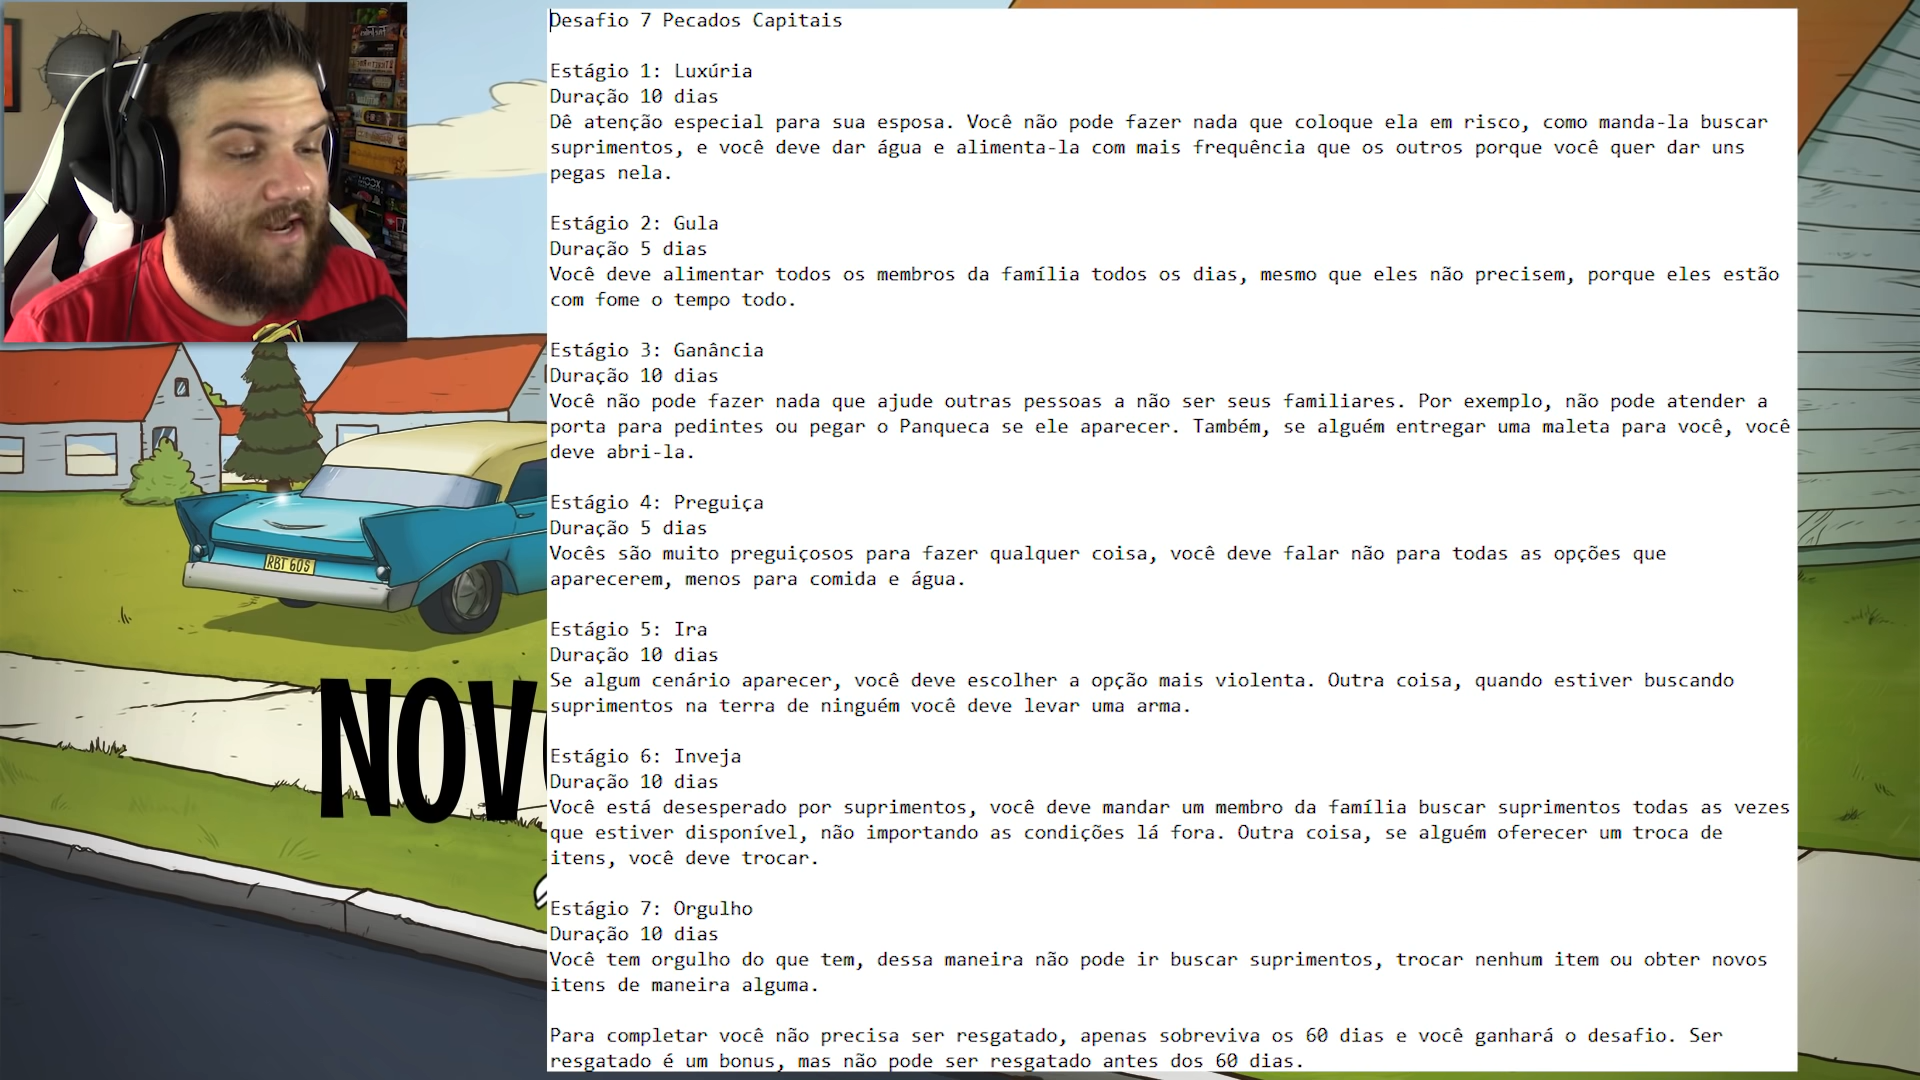 Desafio 7 Pecados Capitais
Estágio 1: Luxúria
Duração 10 dias
Dê atenção especial para sua esposa. Você não pode fazer nada que coloque ela em risco, como manda-la buscar
suprimentos, e você deve dar água e alimenta-la com mais frequência que os outros porque você quer dar uns
pegas nela.
Estágio 2: Gula
Duração 5 dias
Você deve alimentar todos os membros da família todos os dias, mesmo que eles não precisem, porque eles estão
com fome o tempo todo.
Estágio 3: Ganância
Duração 10 dias
Você não pode fazer nada que ajude outras pessoas a não ser seus familiares. Por exemplo, não pode atender a
porta para pedintes ou pegar o Panqueca se ele aparecer. Também, se alguém entregar uma maleta para você, você
deve abri-la.
Estágio 4: Preguiça
Duração 5 dias
Vocês são muito preguiçosos para fazer qualquer coisa, você deve falar não para todas as opções que
aparecerem, menos para comida e água.
Estágio 5: Ira
Duração 10 dias
Se algum cenário aparecer, você deve escolher a opção mais violenta. Outra coisa, quando estiver buscando
suprimentos na terra de ninguém você deve levar uma arma.
Estágio 6: Inveja
Duração 10 dias
Você está desesperado por suprimentos, você deve mandar um membro da família buscar suprimentos todas as vezes
que estiver disponível, não importando as condições lá fora. Outra coisa, se alguém oferecer um troca de
itens, você deve trocar.
Estágio 7: Orgulho
Duração 10 dias
Você tem orgulho do que tem, dessa maneira não pode ir buscar suprimentos, trocar nenhum item ou obter novos
itens de maneira alguma.
Para completar você não precisa ser resgatado, apenas sobreviva os 60 dias e você ganhará o desafio. Ser
resgatado é um bonus, mas não pode ser resgatado antes dos 60 dias.
RBT 60S
NOV